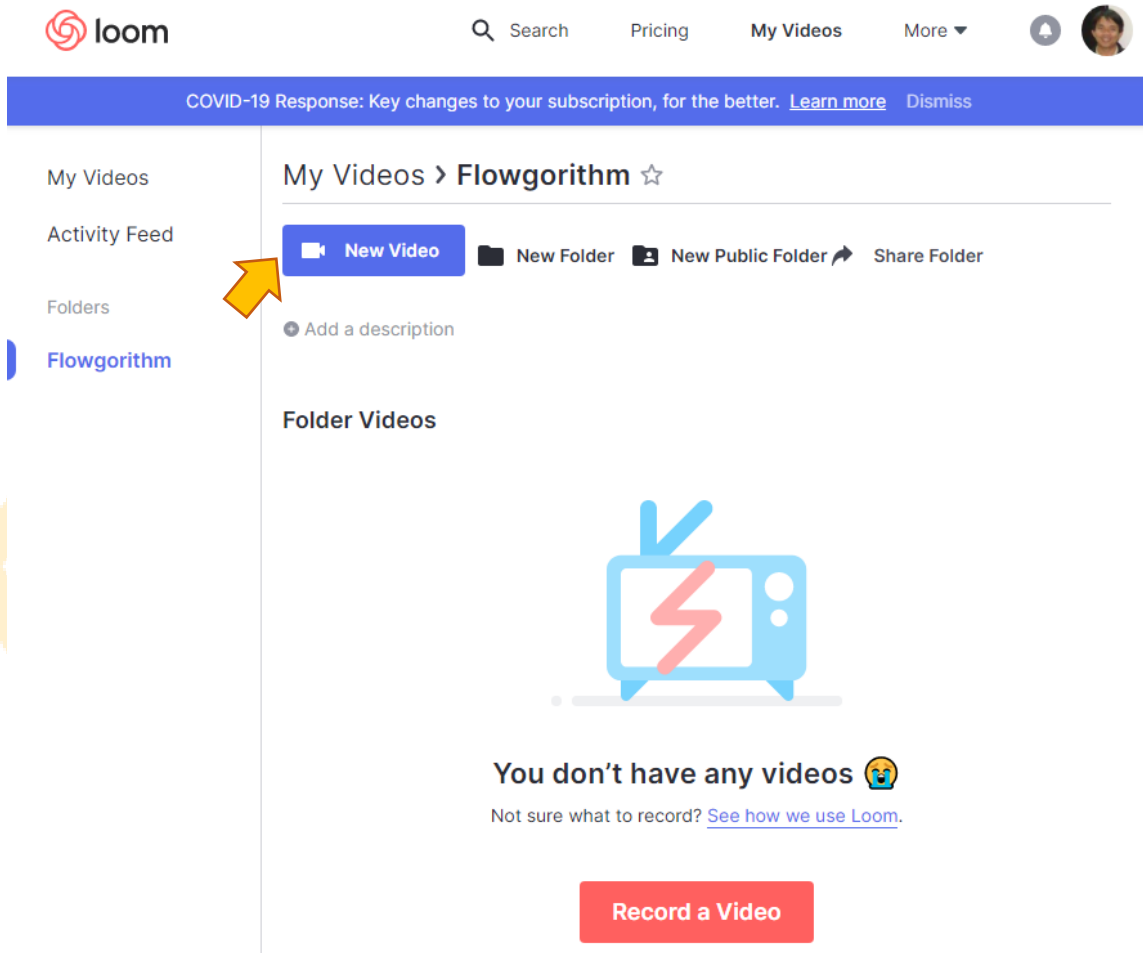 loom Search Pricing My Videos More
COVID-19 Response: Key changes to your subscription, for the better. Learn more Dismiss
My Videos
Activity Feed
Folders
Flowgorithm
My Videos > Flowgorithm
New Video New Folder New Public Folder Share Folder
Add a description
Folder Videos
You don’t have any videos 😭
Not sure what to record? See how we use Loom.
Record a Video